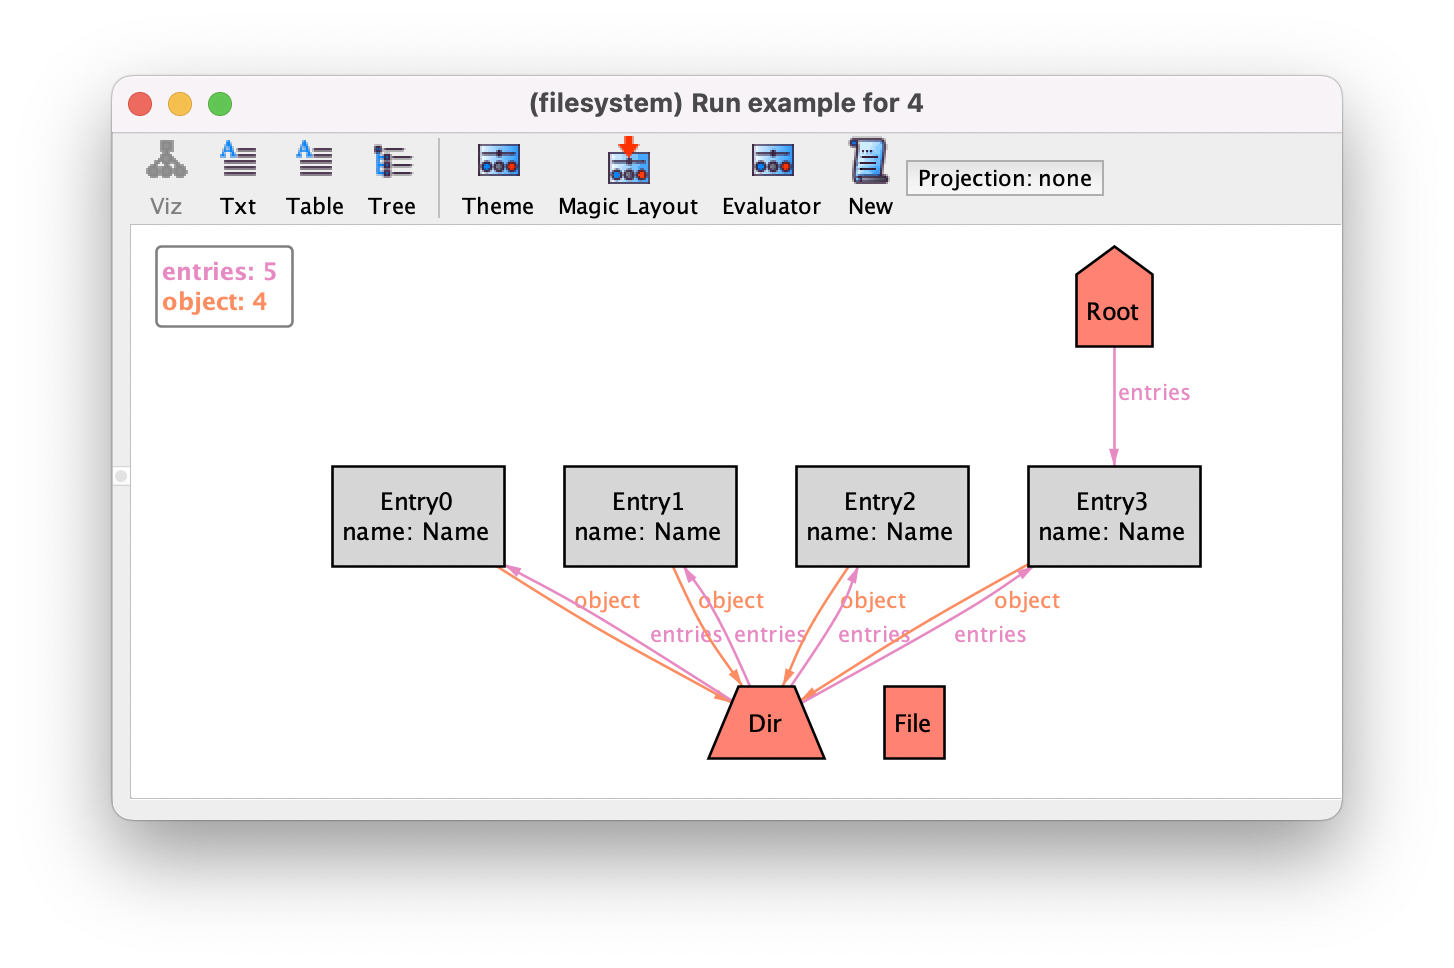 (filesystem) Run example for 4
Viz
Txt
Table
Tree
Theme
Magic Layout
Evaluator
New
Projection: none
entries: 5
object: 4
Root
entries
Entry0
name: Name
Entry1
name: Name
Entry2
name: Name
Entry3
name: Name
object
object
object
object
entries
entries
entries
entries
Dir
File